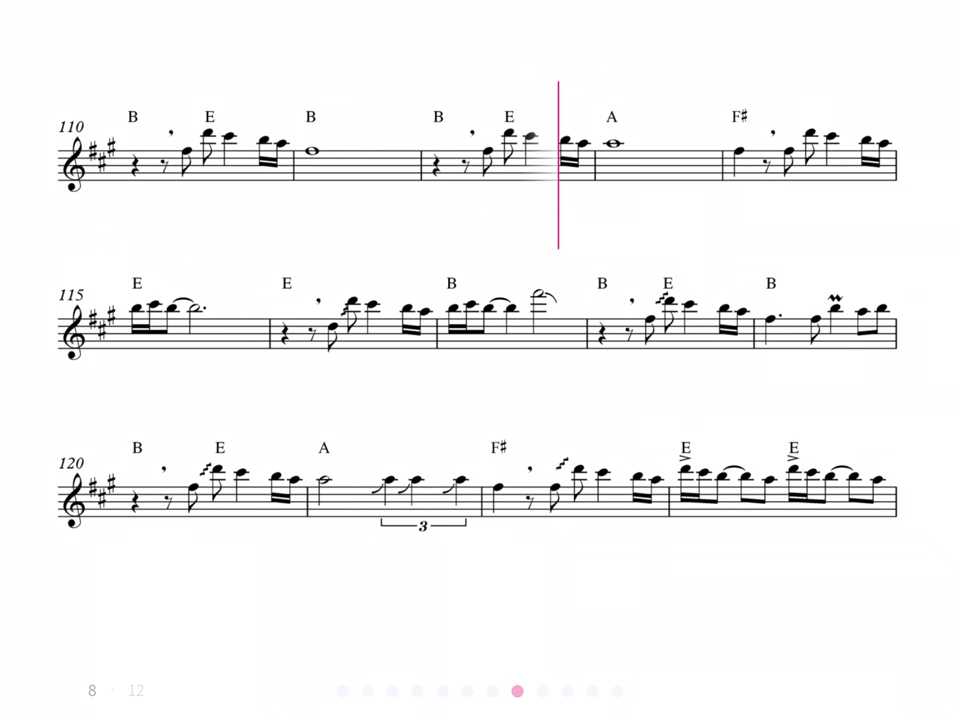 B E B B E A F♯
110
E E B B E B
115
B E A F♯ E E
120
3
8 · 12